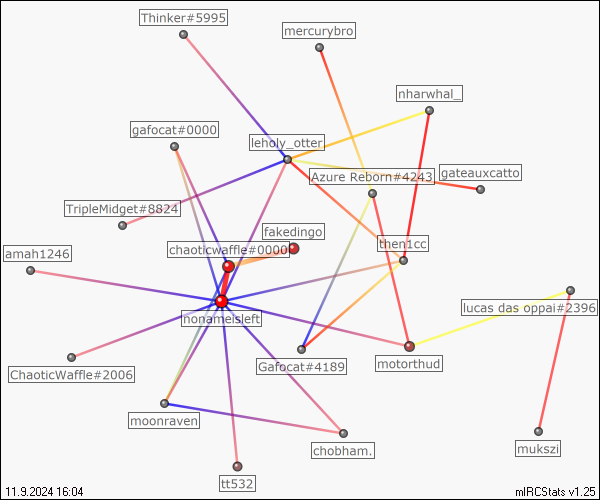 Thinker#5995
mercurybro
nharwhal_
gafocat#0000
leholy_otter
Azure Reborn#4243
gateauxcatto
TripleMidget#8824
fakedingo
amah1246
chaoticwaffle#0000
then1cc
lucas das oppai#2396
nonameisleft
Gafocat#4189
motorthud
ChaoticWaffle#2006
moonraven
chobham.
mukszi
tt532
11.9.2024 16:04
mIRCStats v1.25